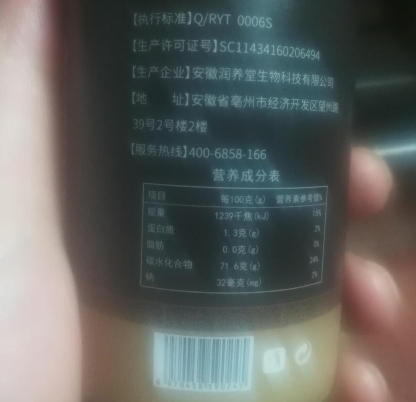 【执行标准】Q/RYT 0006S
【生产许可证号】SC11434160206494
【生产企业】安徽润养堂生物科技有限公司
【地 址】安徽省亳州市经济开发区望州路
39号2号楼2楼
【服务热线】400-6858-166
营养成分表
项目 每100克(g) 营养素参考值%
能量 1239千焦(kJ) 15%
蛋白质 1.3克(g) 2%
脂肪 0.0克(g) 0%
碳水化合物 71.6克(g) 24%
钠 32毫克(mg) 2%